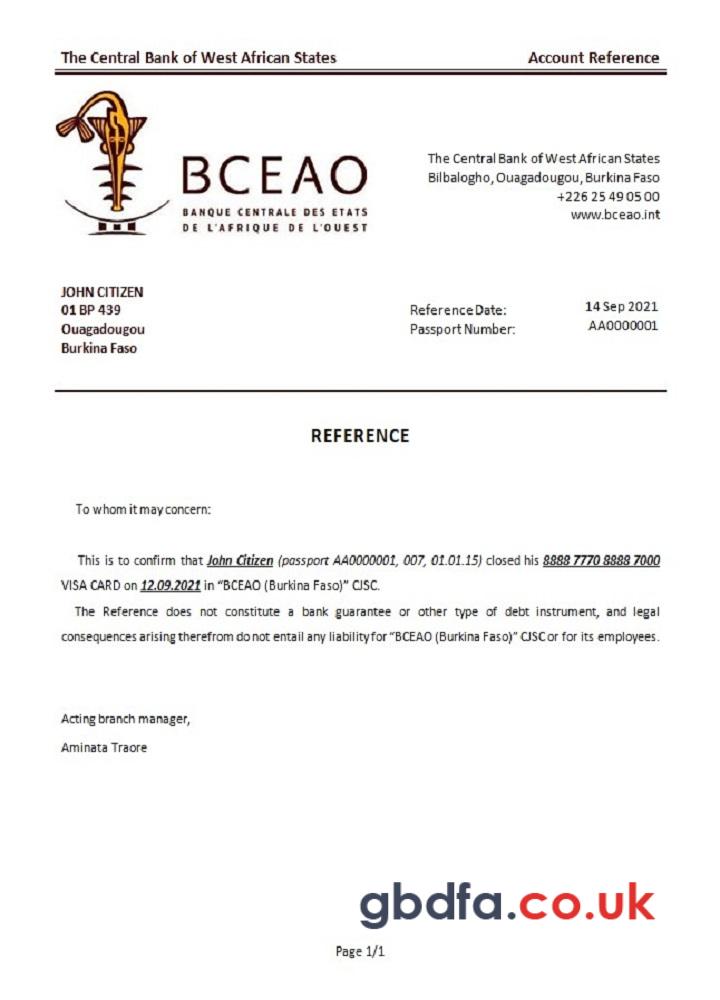 The Central Bank of West African States Account Reference
BCEAO
BANQUE CENTRALE DES ETATS
DE L'AFRIQUE DE L'OUEST
The Central Bank of West African States
Bilbalogho, Ouagadougou, Burkina Faso
+226 25 49 05 00
www.bceao.int
JOHN CITIZEN
01 BP 439
Ouagadougou
Burkina Faso
Reference Date: 14 Sep 2021
Passport Number: AA0000001
REFERENCE
To whom it may concern:
This is to confirm that John Citizen (passport AA0000001, 007, 01.01.15) closed his 8888 7770 8888 7000
VISA CARD on 12.09.2021 in “BCEAO (Burkina Faso)” CJSC.
The Reference does not constitute a bank guarantee or other type of debt instrument, and legal
consequences arising therefrom do not entail any liability for “BCEAO (Burkina Faso)” CJSC or for its employees.
Acting branch manager,
Aminata Traore
gbdfa.co.uk
Page 1/1